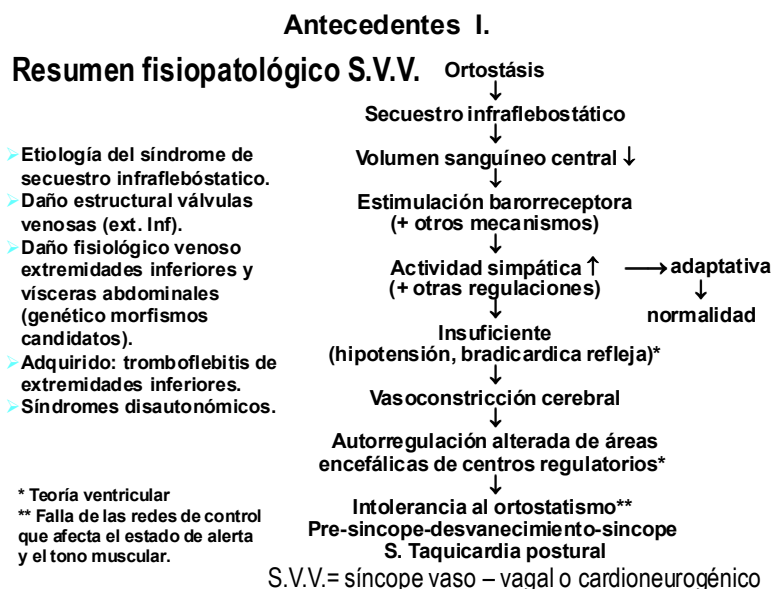 Antecedentes  I.
Resumen fisiopatológico S.V.V.
Ortostásis
↓
Secuestro infraflebostático
↓
Volumen sanguíneo central ↓
↓
Estimulación barorreceptora
(+ otros mecanismos)
↓
Actividad simpática ↑ → adaptativa
(+ otras regulaciones)
↓
normalidad
↓
Insuficiente
(hipotensión, bradicardica refleja)*
↓
Vasoconstricción cerebral
↓
Autorregulación alterada de áreas
encefálicas de centros regulatorios*
↓
Intolerancia al ortostatismo**
Pre-sincope-desvanecimiento-sincope
S. Taquicardia postural
➢Etiología del síndrome de
secuestro infraflebóstatico.
➢Daño estructural válvulas
venosas (ext. Inf).
➢Daño fisiológico venoso
extremidades inferiores y
vísceras abdominales
(genético morfismos
candidatos).
➢Adquirido: tromboflebitis de
extremidades inferiores.
➢Síndromes disautonómicos.
* Teoría ventricular
** Falla de las redes de control
que afecta el estado de alerta
y el tono muscular.
S.V.V.= síncope vaso – vagal o cardioneurogénico